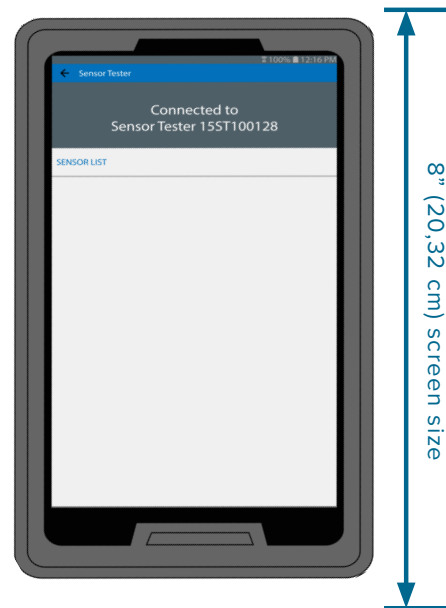 100% 12:16 PM
Sensor Tester
Connected to
Sensor Tester 15ST100128
SENSOR LIST
8” (20,32 cm) screen size